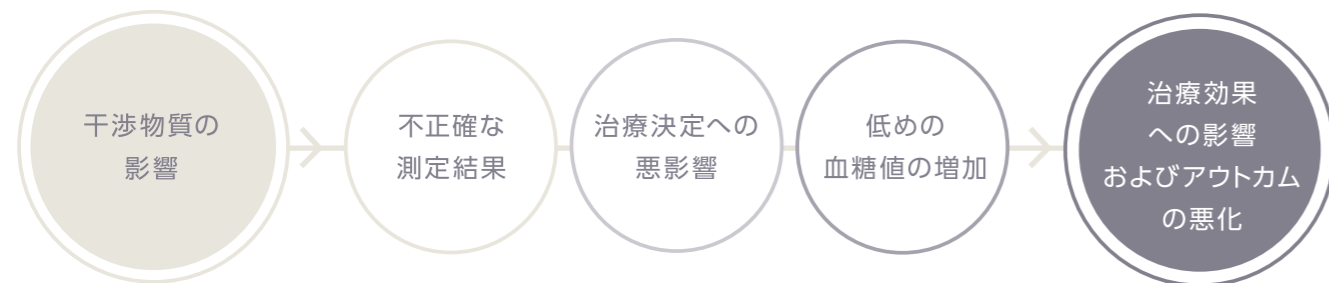 干渉物質の
影響
不正確な
測定結果
治療決定への
悪影響
低めの
血糖値の増加
治療効果
への影響
およびアウトカム
の悪化